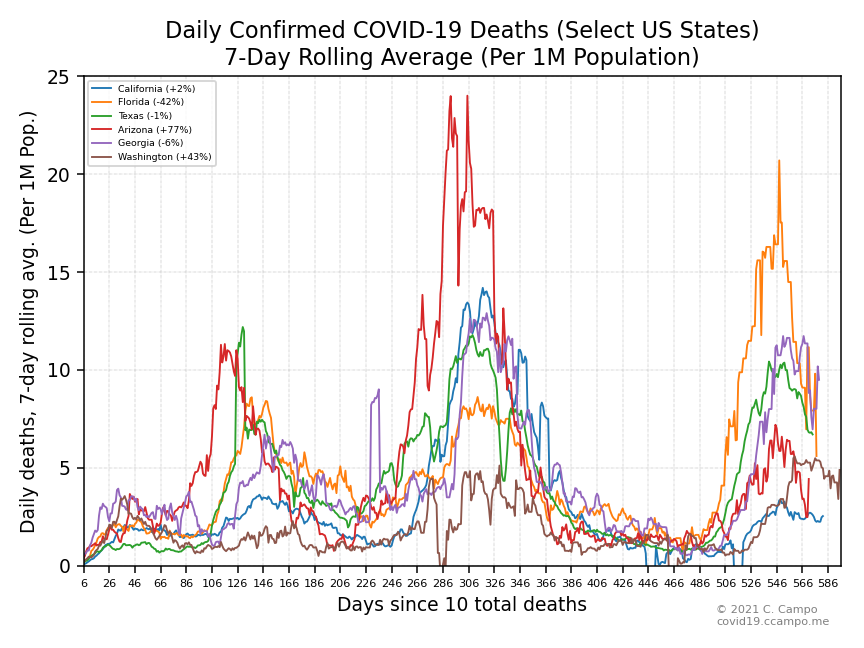 Daily Confirmed COVID-19 Deaths (Select US States)
7-Day Rolling Average (Per 1M Population)
Daily deaths, 7-day rolling avg. (Per 1M Pop.)
25
20
15
10
5
0
California (+2%)
Florida (-42%)
Texas (-1%)
Arizona (+77%)
Georgia (-6%)
Washington (+43%)
6 26 46 66 86 106 126 146 166 186 206 226 246 266 286 306 326 346 366 386 406 426 446 466 486 506 526 546 566 586
Days since 10 total deaths
© 2021 C. Campo
covid19.ccampo.me